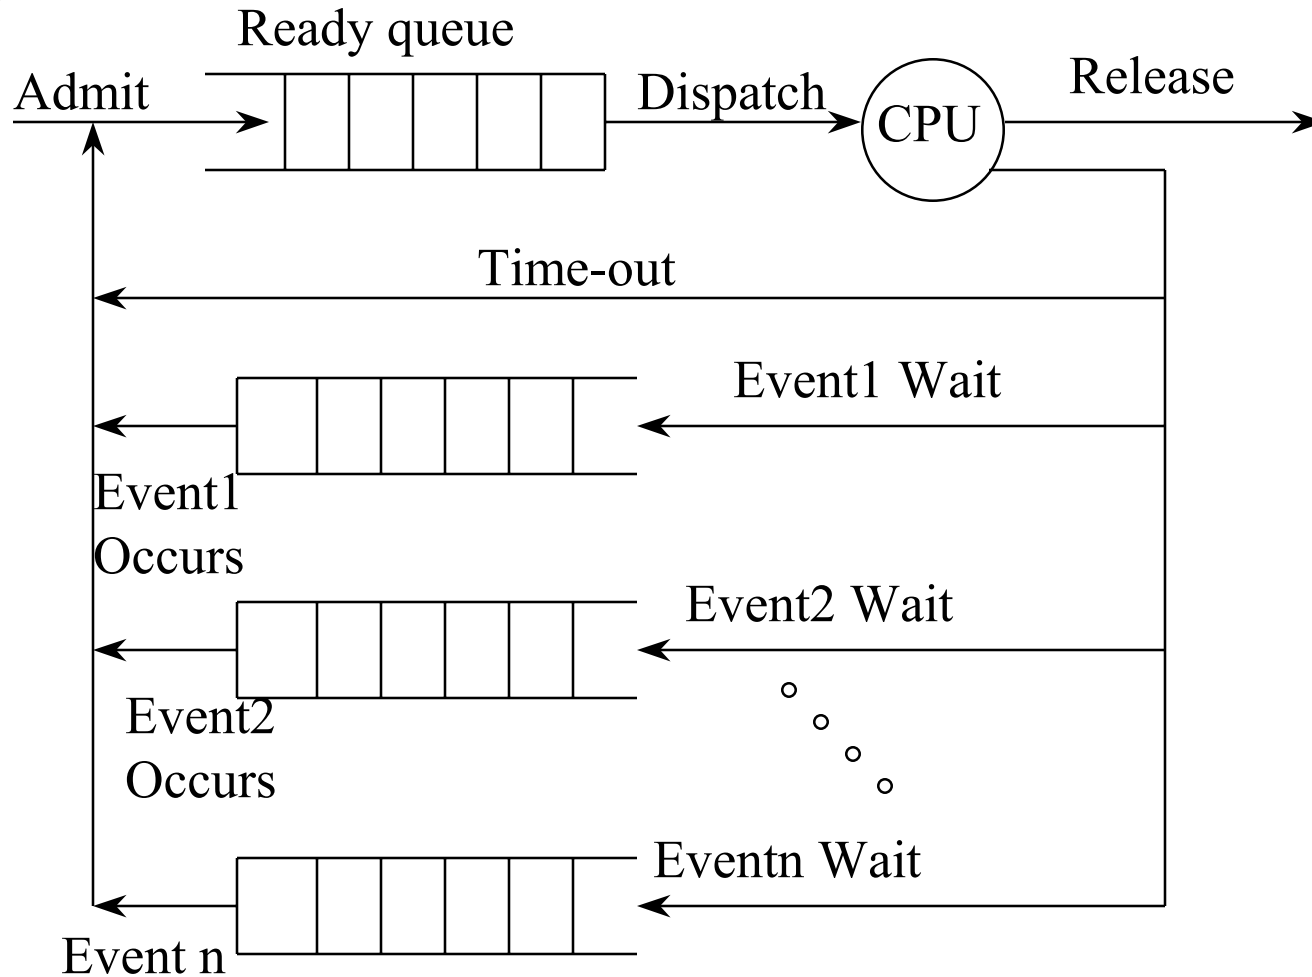 Ready queue
Admit
Dispatch
CPU
Release
Time-out
Event1 Wait
Event1
Occurs
Event2 Wait
Event2
Occurs
Eventn Wait
Event n